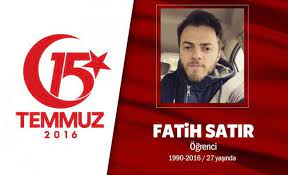 15
TEMMUZ
2016
FATİH SATIR
Öğrenci
1990-2016 / 27 yaşında